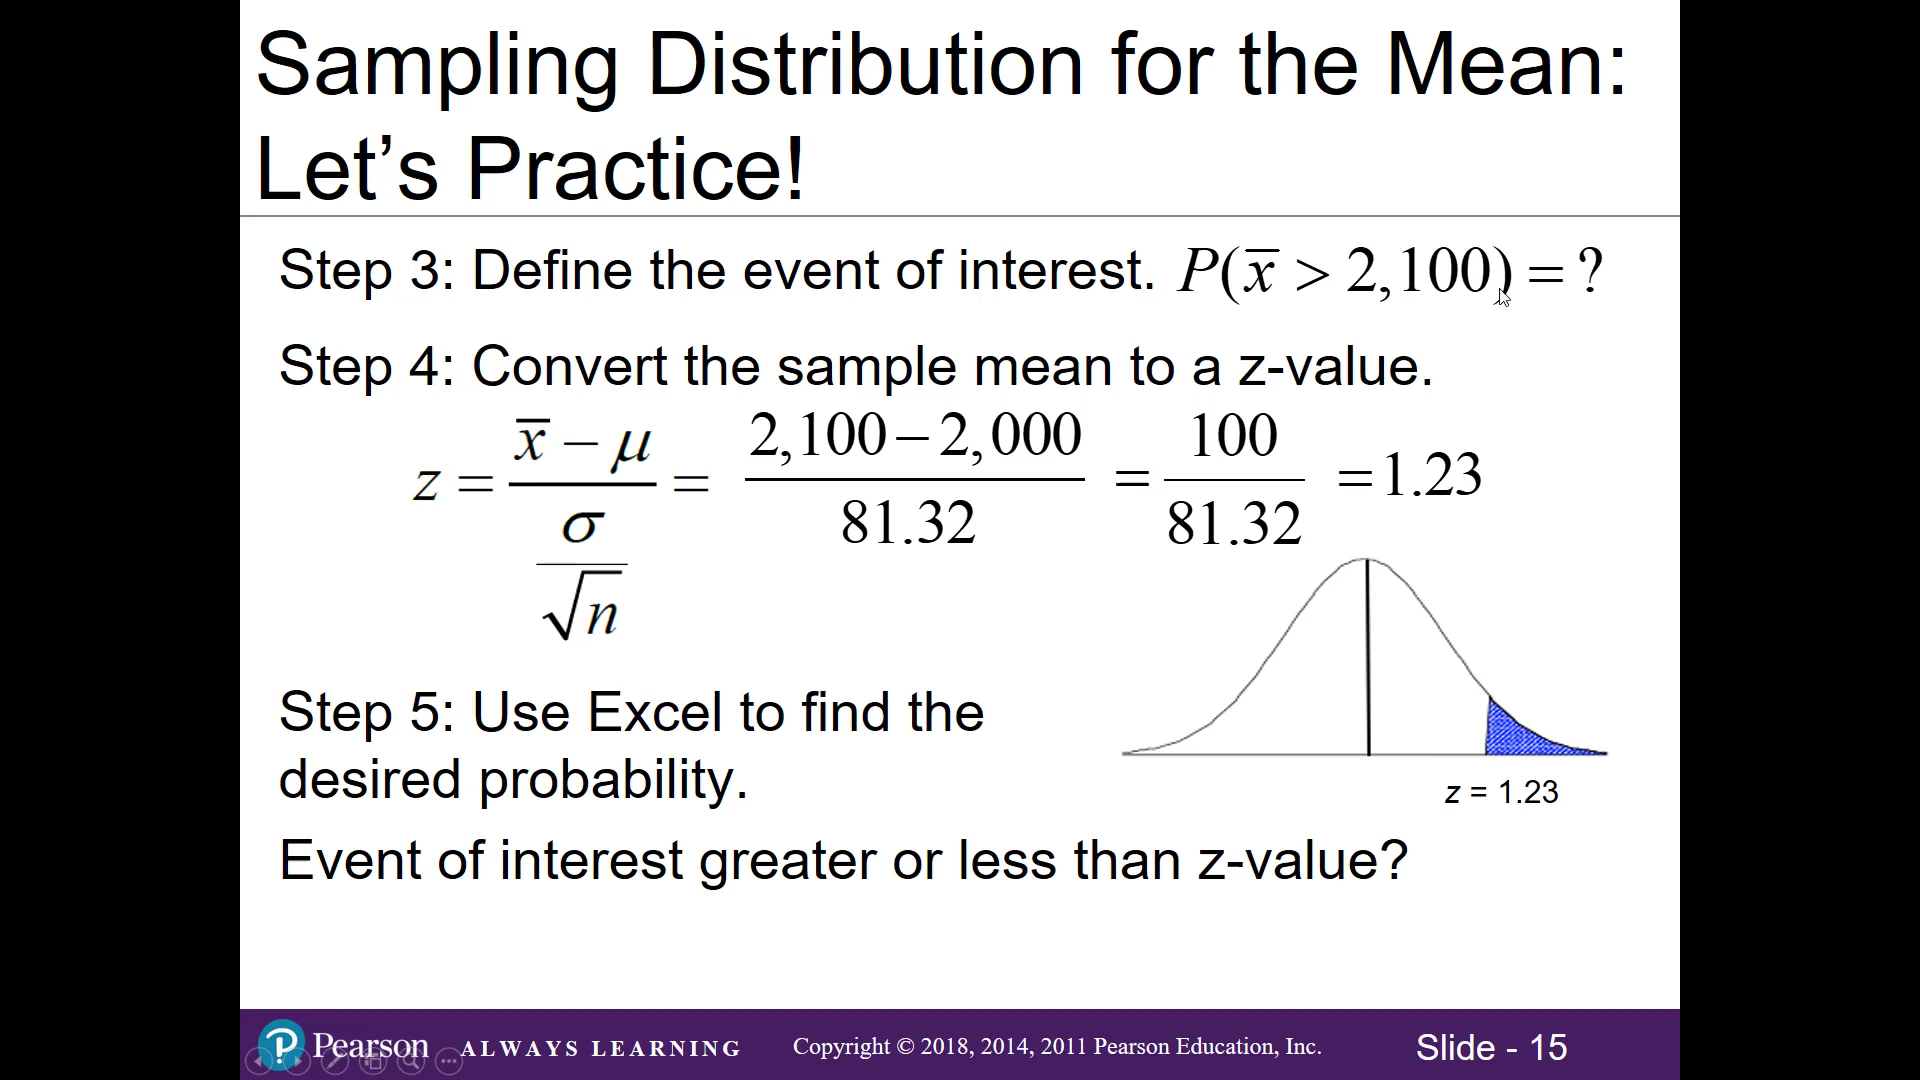 Sampling Distribution for the Mean:
Let’s Practice!
Step 3: Define the event of interest. P(x̅ > 2,100) = ?
Step 4: Convert the sample mean to a z-value.
z = (x̅ − μ) / (σ / √n) = (2,100 − 2,000) / 81.32 = 100 / 81.32 = 1.23
Step 5: Use Excel to find the
desired probability.
z = 1.23
Event of interest greater or less than z-value?
Pearson ALWAYS LEARNING Copyright © 2018, 2014, 2011 Pearson Education, Inc. Slide - 15